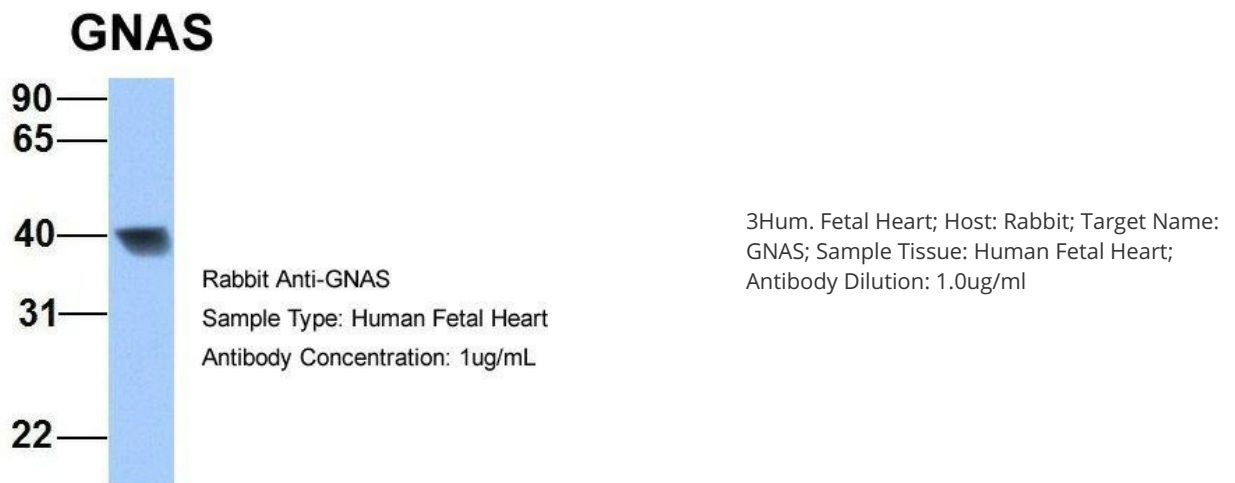 GNAS
90
65
40
31
22
Rabbit Anti-GNAS
Sample Type: Human Fetal Heart
Antibody Concentration: 1ug/mL
3Hum. Fetal Heart; Host: Rabbit; Target Name:
GNAS; Sample Tissue: Human Fetal Heart;
Antibody Dilution: 1.0ug/ml